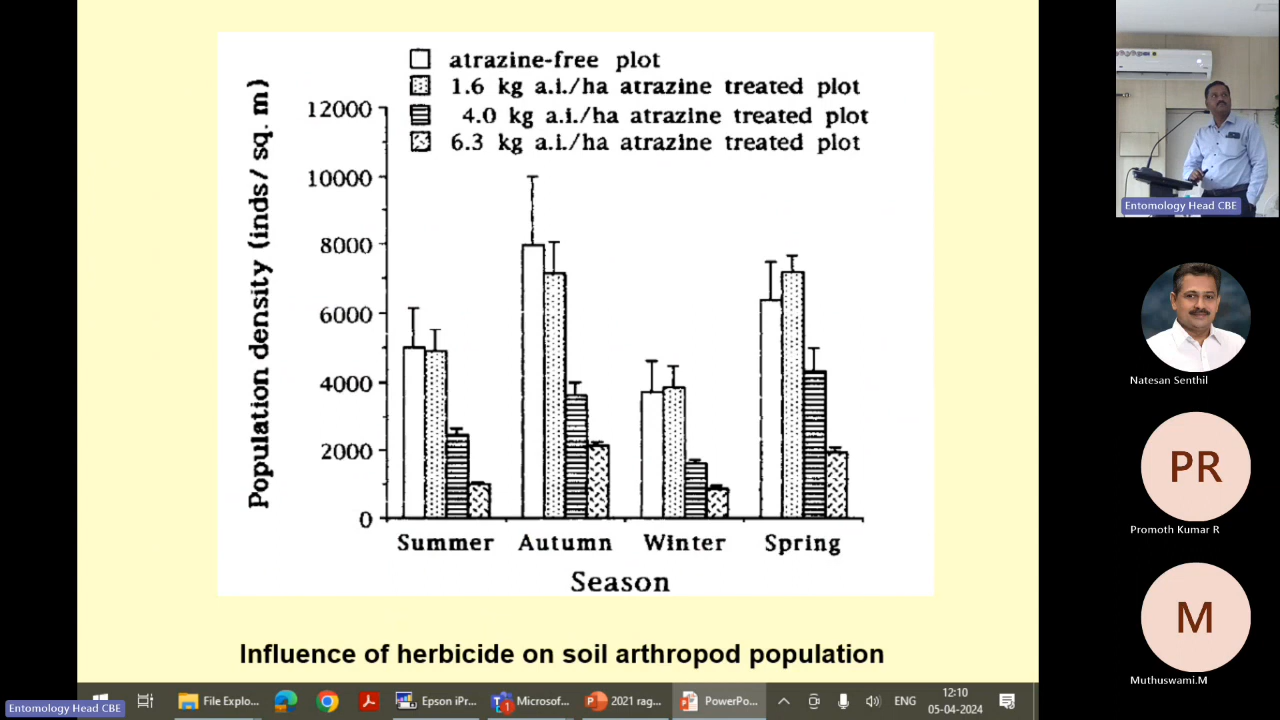 atrazine-free plot
1.6 kg a.i./ha atrazine treated plot
4.0 kg a.i./ha atrazine treated plot
6.3 kg a.i./ha atrazine treated plot
Population density (inds/ sq. m)
12000
10000
8000
6000
4000
2000
0
Summer Autumn Winter Spring
Season
Influence of herbicide on soil arthropod population
Entomology Head CBE
Natesan Senthil
PR
Promoth Kumar R
M
Muthuswami.M
Entomology Head CBE
File Explo...
Epson iPr...
1
Microsof...
2021 rag...
PowerPo...
ENG
12:10
05-04-2024